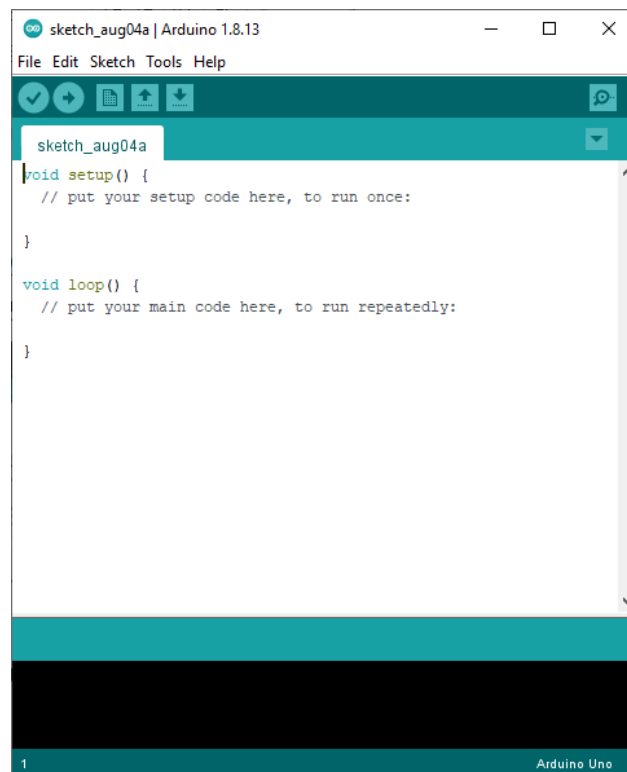 sketch_aug04a | Arduino 1.8.13
File Edit Sketch Tools Help
sketch_aug04a
void setup() {
  // put your setup code here, to run once:
}
void loop() {
  // put your main code here, to run repeatedly:
}
1 Arduino Uno